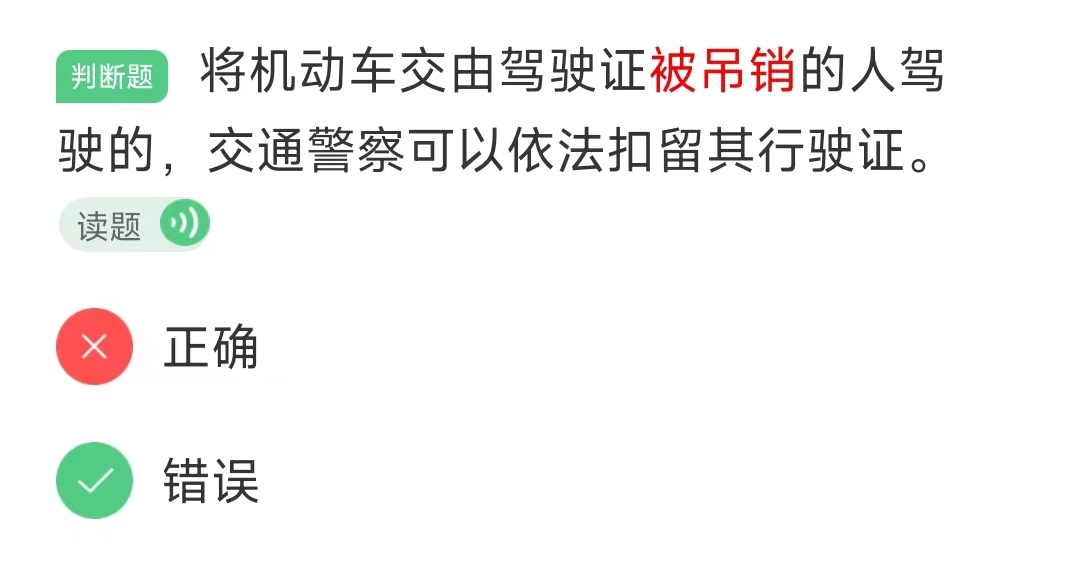 判断题 将机动车交由驾驶证被吊销的人驾
驶的，交通警察可以依法扣留其行驶证。
读题
正确
错误